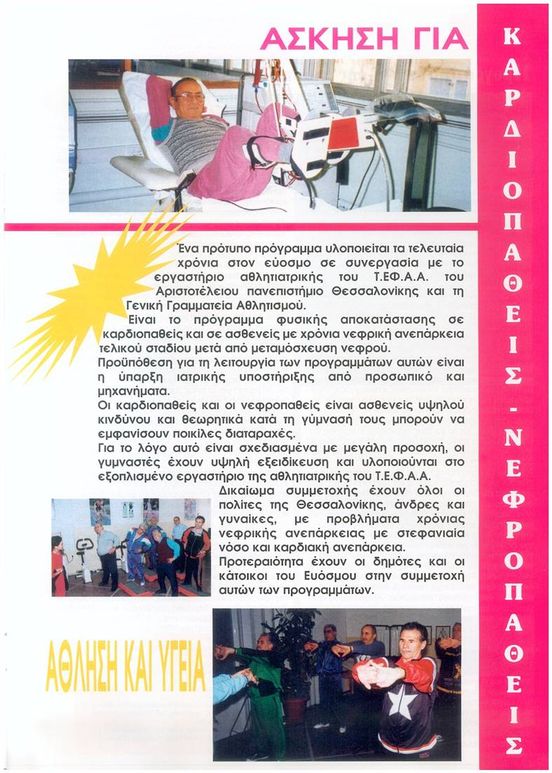 ΑΣΚΗΣΗ ΓΙΑ
ΚΑΡΔΙΟΠΑΘΕΙΣ - ΝΕΦΡΟΠΑΘΕΙΣ
Ένα πρότυπο πρόγραμμα υλοποιείται τα τελευταία
χρόνια στον εύοσμο σε συνεργασία με το
εργαστήριο αθλητιατρικής του Τ.ΕΦ.Α.Α. του
Αριστοτέλειου πανεπιστήμιο Θεσσαλονίκης και τη
Γενική Γραμματεία Αθλητισμού.
Είναι το πρόγραμμα φυσικής αποκατάστασης σε
καρδιοπαθείς και σε ασθενείς με χρόνια νεφρική ανεπάρκεια
τελικού σταδίου μετά από μεταμόσχευση νεφρού.
Προϋπόθεση για τη λειτουργία των προγραμμάτων αυτών είναι
η ύπαρξη ιατρικής υποστήριξης από προσωπικό και
μηχανήματα.
Οι καρδιοπαθείς και οι νεφροπαθείς είναι ασθενείς υψηλού
κινδύνου και θεωρητικά κατά τη γύμνασή τους μπορούν να
εμφανίσουν ποικίλες διαταραχές.
Για το λόγο αυτό είναι σχεδιασμένα με μεγάλη προσοχή, οι
γυμναστές έχουν υψηλή εξειδίκευση και υλοποιούνται στο
εξοπλισμένο εργαστήριο της αθλητιατρικής του Τ.ΕΦ.Α.Α.
Δικαίωμα συμμετοχής έχουν όλοι οι
πολίτες της Θεσσαλονίκης, άνδρες και
γυναίκες, με προβλήματα χρόνιας
νεφρικής ανεπάρκειας με στεφανιαία
νόσο και καρδιακή ανεπάρκεια.
Προτεραιότητα έχουν οι δημότες και οι
κάτοικοι του Ευόσμου στην συμμετοχή
αυτών των προγραμμάτων.
ΑΘΛΗΣΗ ΚΑΙ ΥΓΕΙΑ